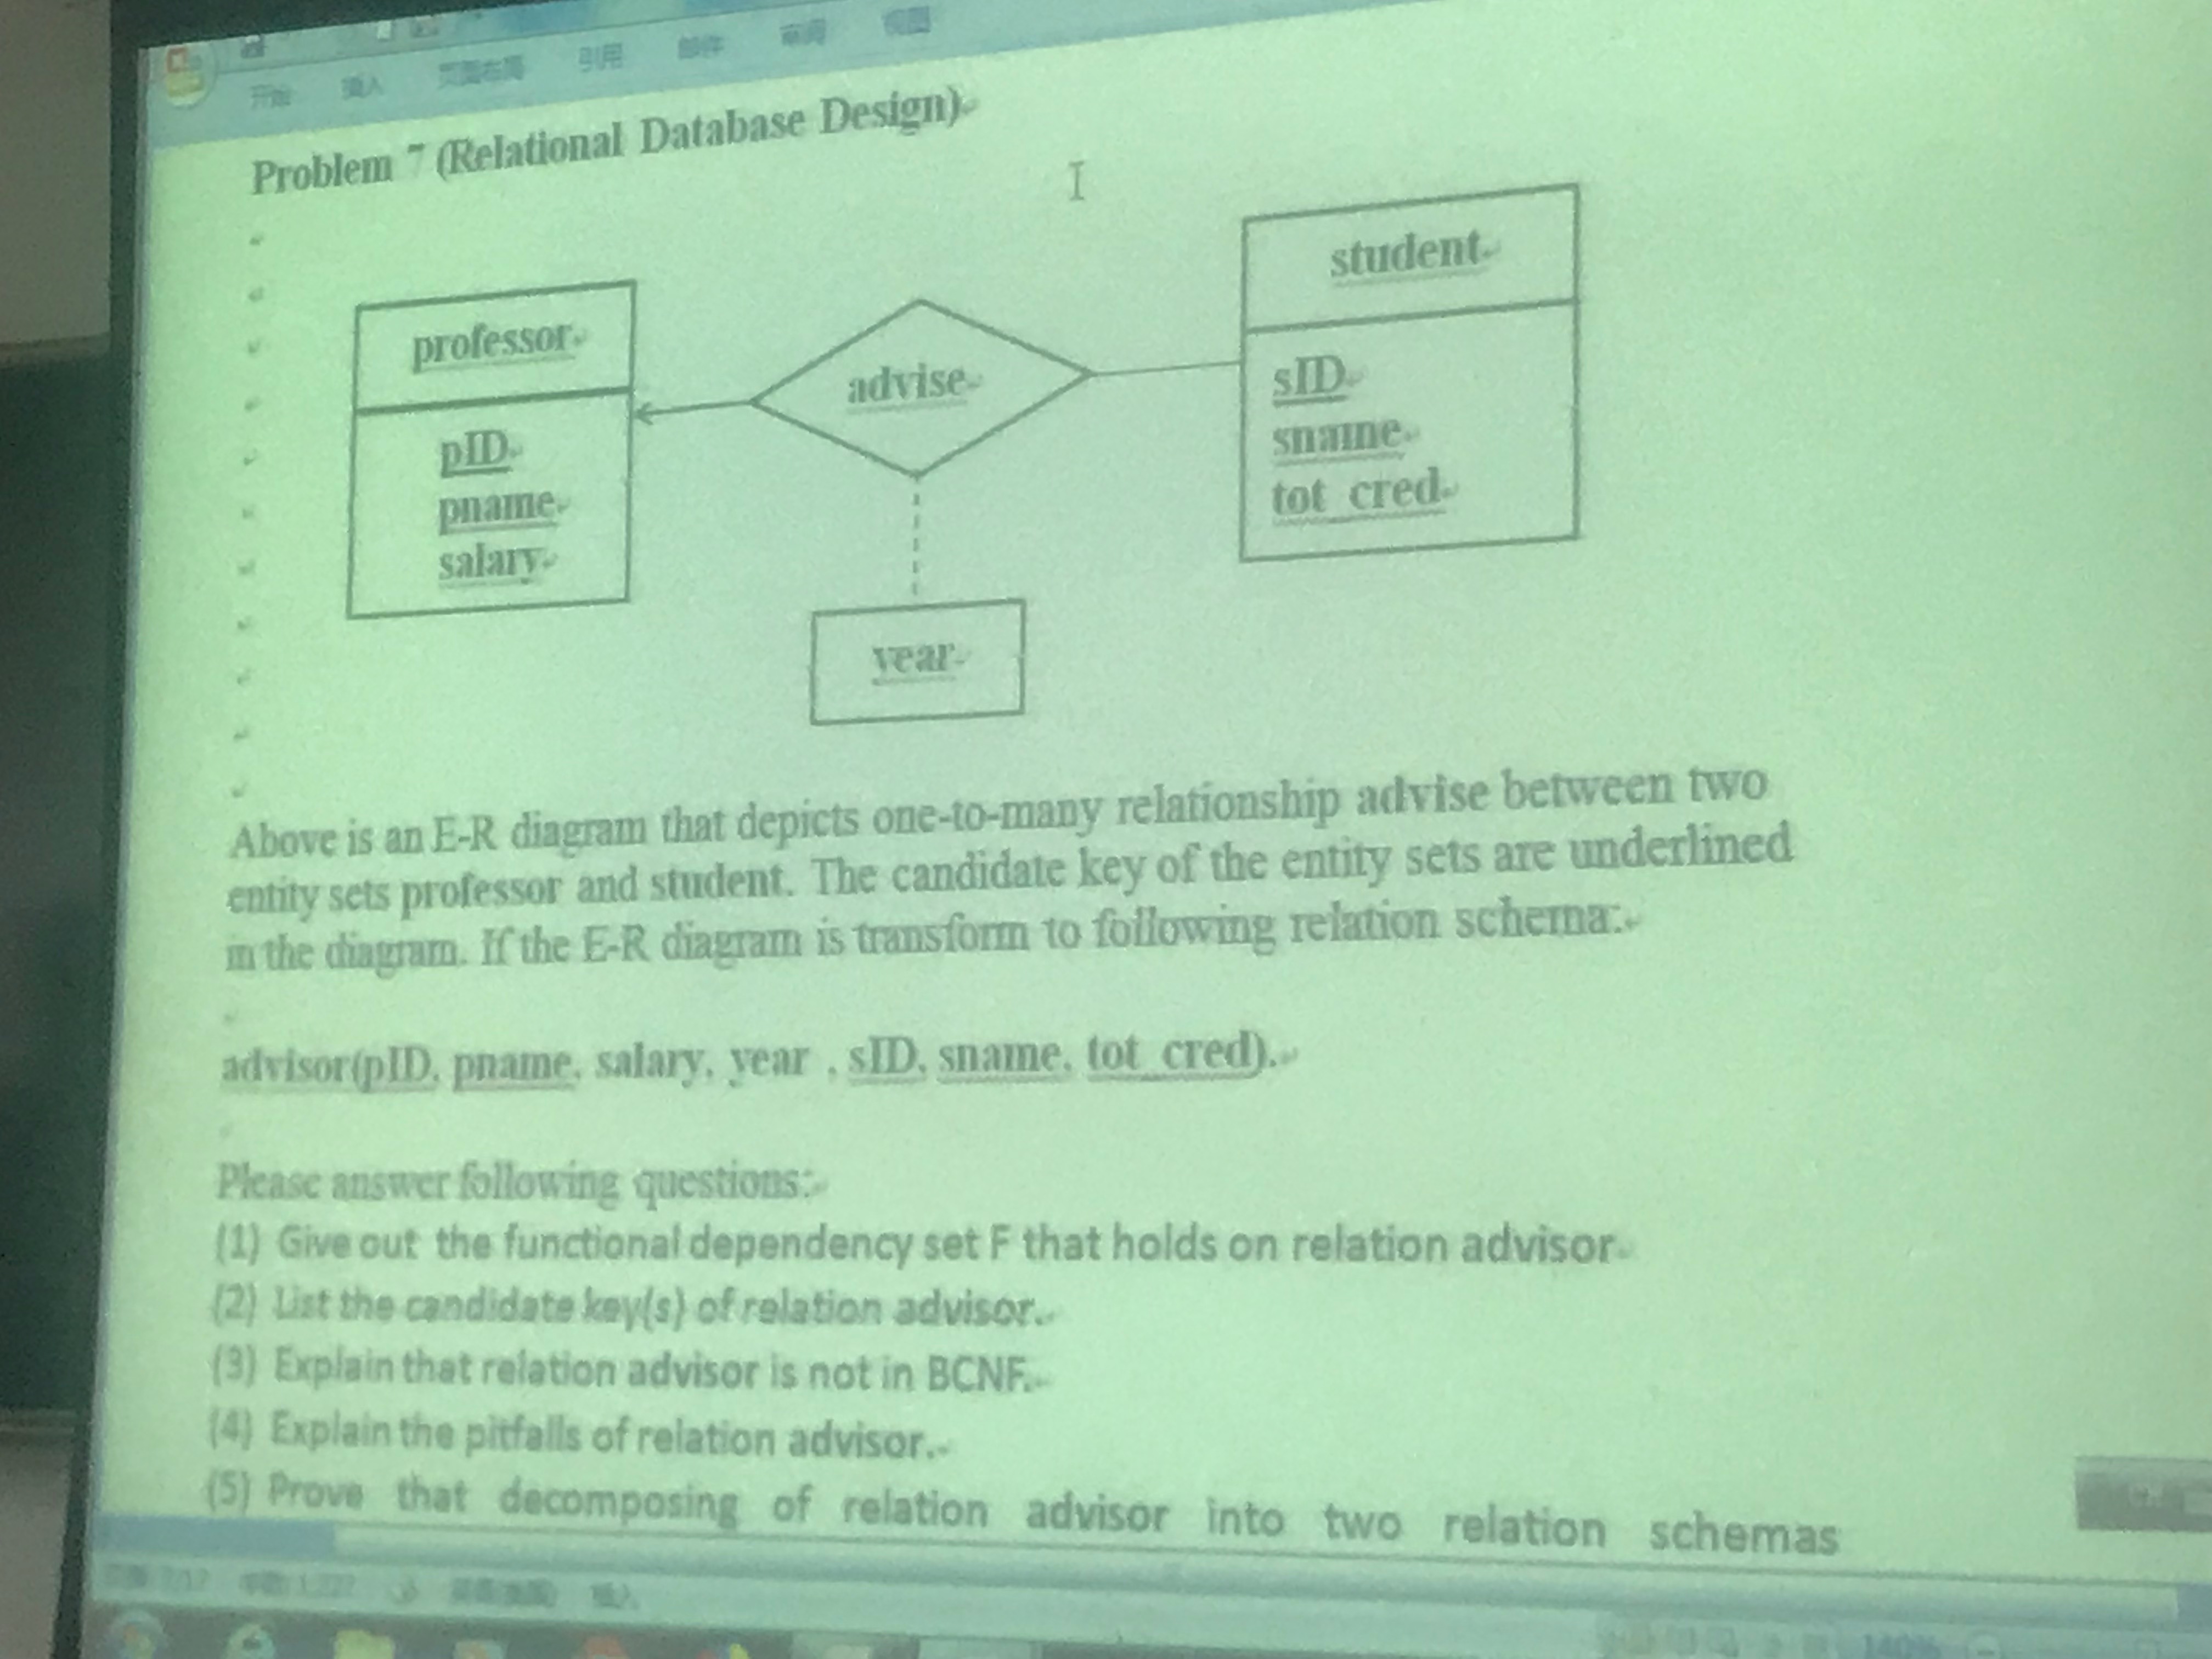 开始 插入 页面布局 引用 邮件 审阅 视图
Problem 7 (Relational Database Design)
student
professor
advise
sID
sname
tot_cred
pID
pname
salary
year
Above is an E-R diagram that depicts one-to-many relationship advise between two
entity sets professor and student. The candidate key of the entity sets are underlined
in the diagram. If the E-R diagram is transform to following relation schema:
advisor(pID, pname, salary, year , sID, sname, tot_cred).
Please answer following questions:
(1) Give out the functional dependency set F that holds on relation advisor
(2) List the candidate key(s) of relation advisor.
(3) Explain that relation advisor is not in BCNF.
(4) Explain the pitfalls of relation advisor.
(5) Prove that decomposing of relation advisor into two relation schemas
140%